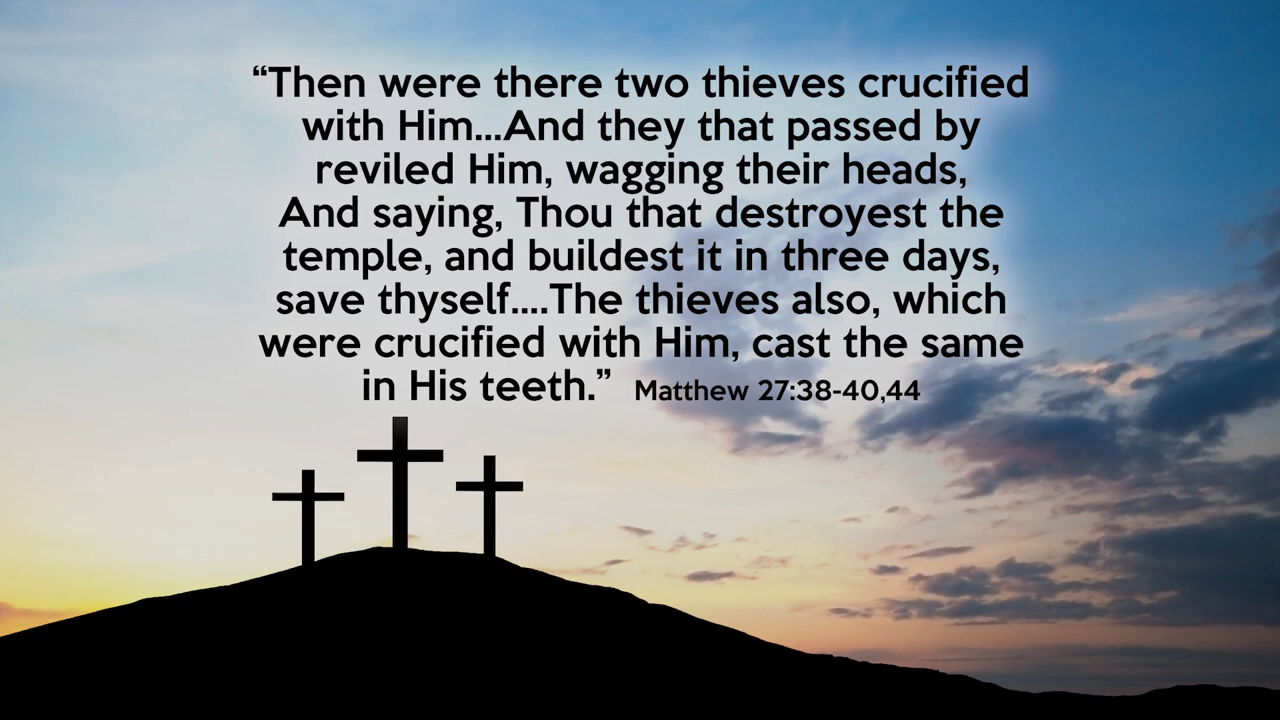 “Then were there two thieves crucified
with Him...And they that passed by
reviled Him, wagging their heads,
And saying, Thou that destroyest the
temple, and buildest it in three days,
save thyself....The thieves also, which
were crucified with Him, cast the same
in His teeth.” Matthew 27:38-40,44